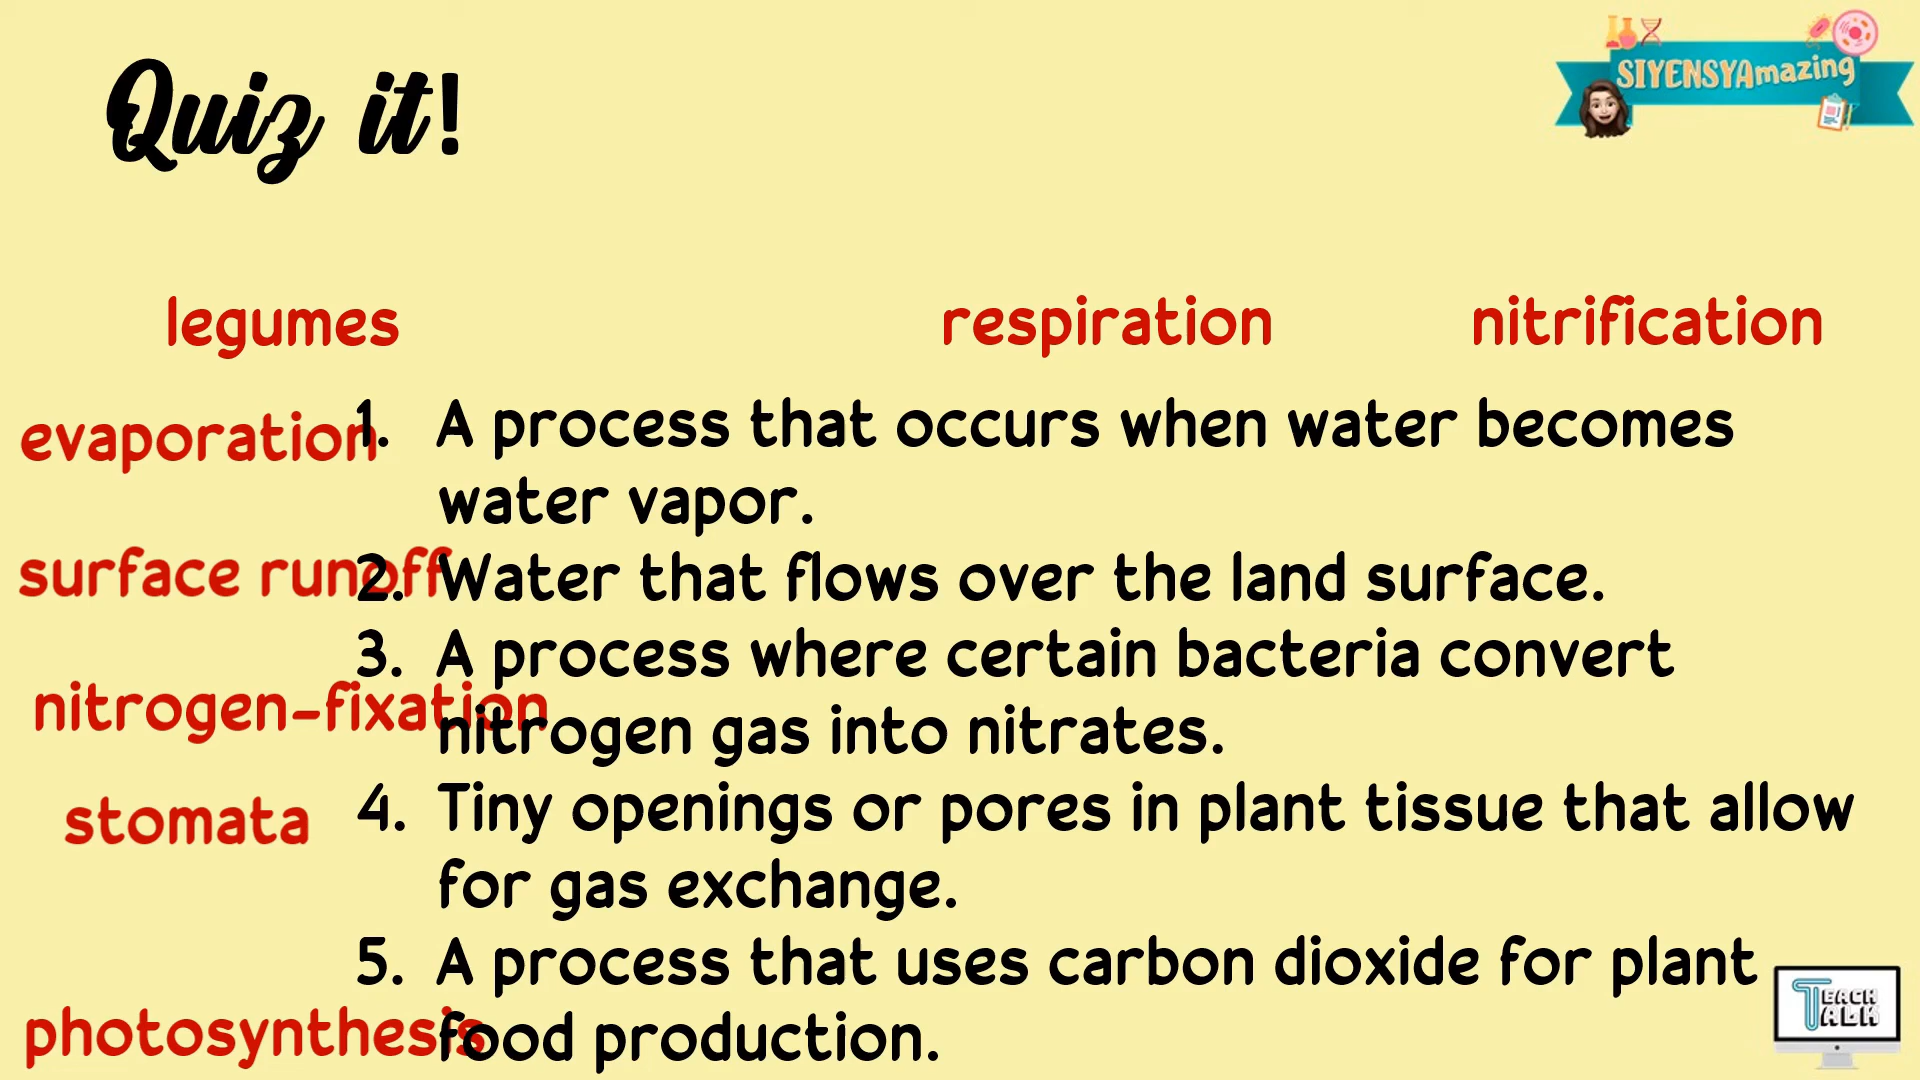 Quiz it!
SIYENSYAmazing
legumes respiration nitrification
evaporation 1. A process that occurs when water becomes
water vapor.
surface runoff 2. Water that flows over the land surface.
3. A process where certain bacteria convert
nitrogen-fixation nitrogen gas into nitrates.
stomata 4. Tiny openings or pores in plant tissue that allow
for gas exchange.
5. A process that uses carbon dioxide for plant
photosynthesis food production.
TEACH
TALK